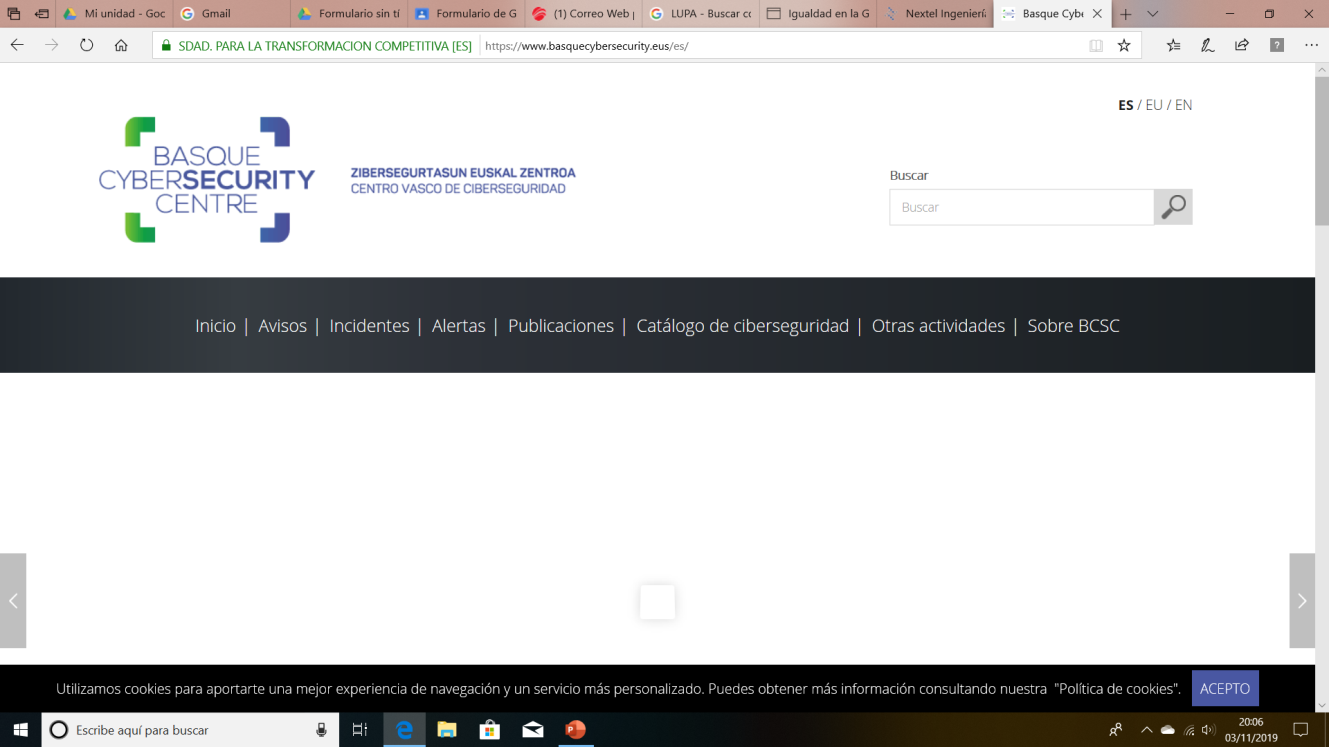 Mi unidad - Goc
Gmail
Formulario sin tí
Formulario de G
(1) Correo Web p
LUPA - Buscar co
Igualdad en la G
Nextel Ingeniería
Basque Cybe
SDAD. PARA LA TRANSFORMACION COMPETITIVA [ES]
https://www.basquecybersecurity.eus/es/
ES / EU / EN
BASQUE
CYBERSECURITY
CENTRE
ZIBERSEGURTASUN EUSKAL ZENTROA
CENTRO VASCO DE CIBERSEGURIDAD
Buscar
Buscar
Inicio | Avisos | Incidentes | Alertas | Publicaciones | Catálogo de ciberseguridad | Otras actividades | Sobre BCSC
Utilizamos cookies para aportarte una mejor experiencia de navegación y un servicio más personalizado. Puedes obtener más información consultando nuestra "Política de cookies". ACEPTO
Escribe aquí para buscar
20:06
03/11/2019